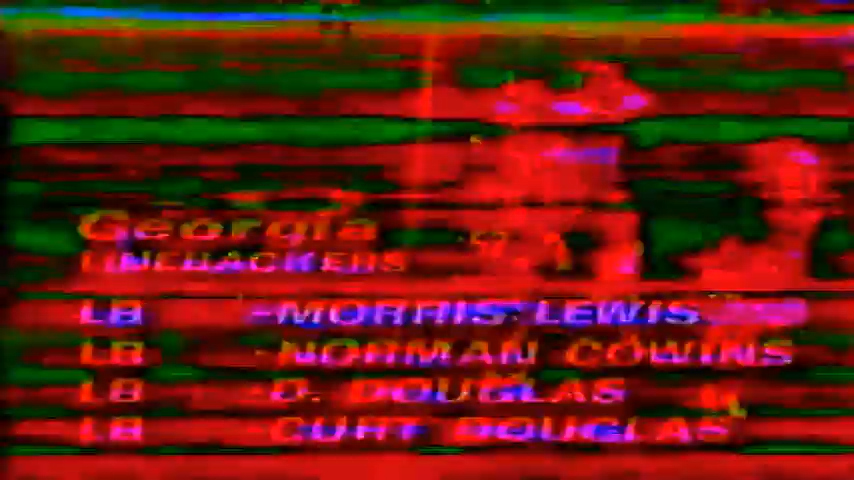 Georgia
LINEBACKERS
LB -MORRIS LEWIS
LB -NORMAN COWINS
LB -D. DOUGLAS
LB -CURT DOUGLAS